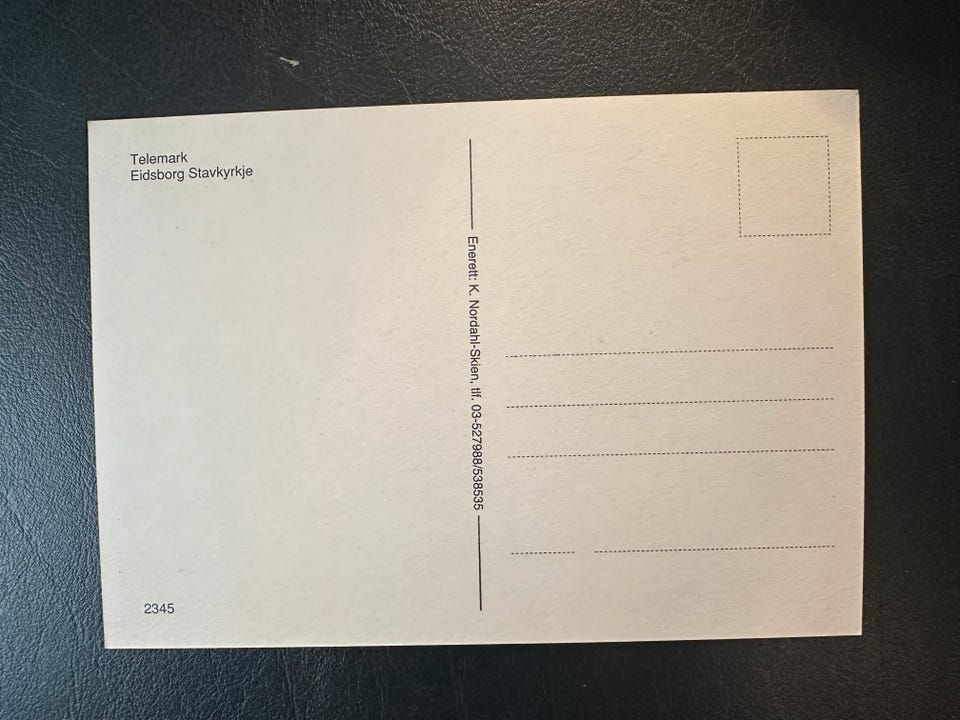 Telemark
Eidsborg Stavkyrkje
Enerett: K. Nordahl-Skien, tlf. 03-527988/538535
2345